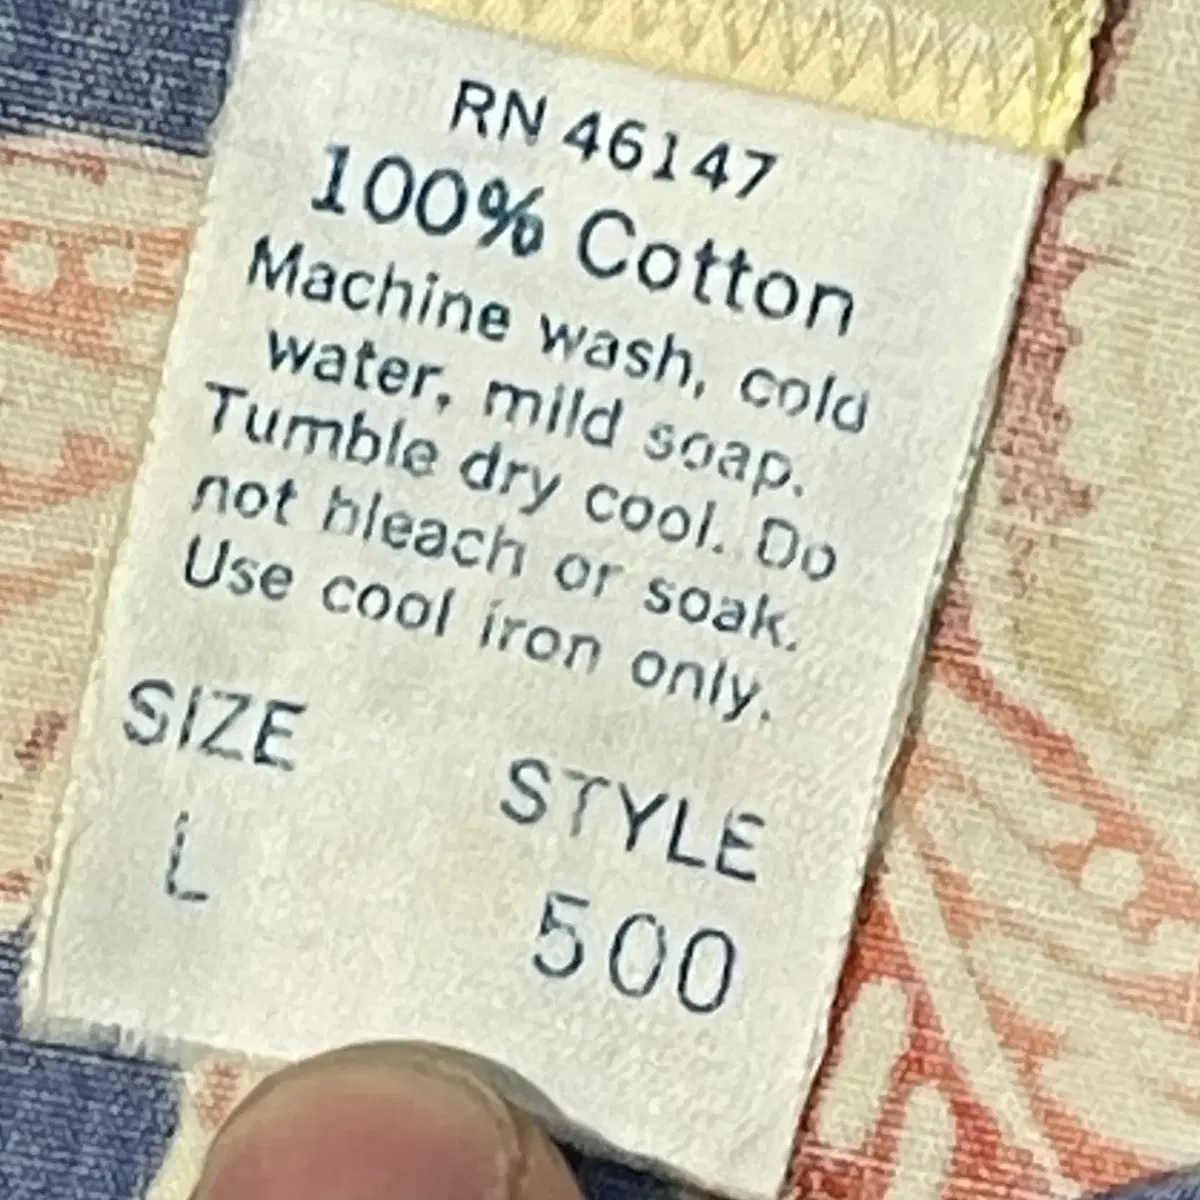 RN 46147
100% Cotton
Machine wash, cold
water, mild soap.
Tumble dry cool. Do
not bleach or soak.
Use cool iron only.
SIZE STYLE
L 500